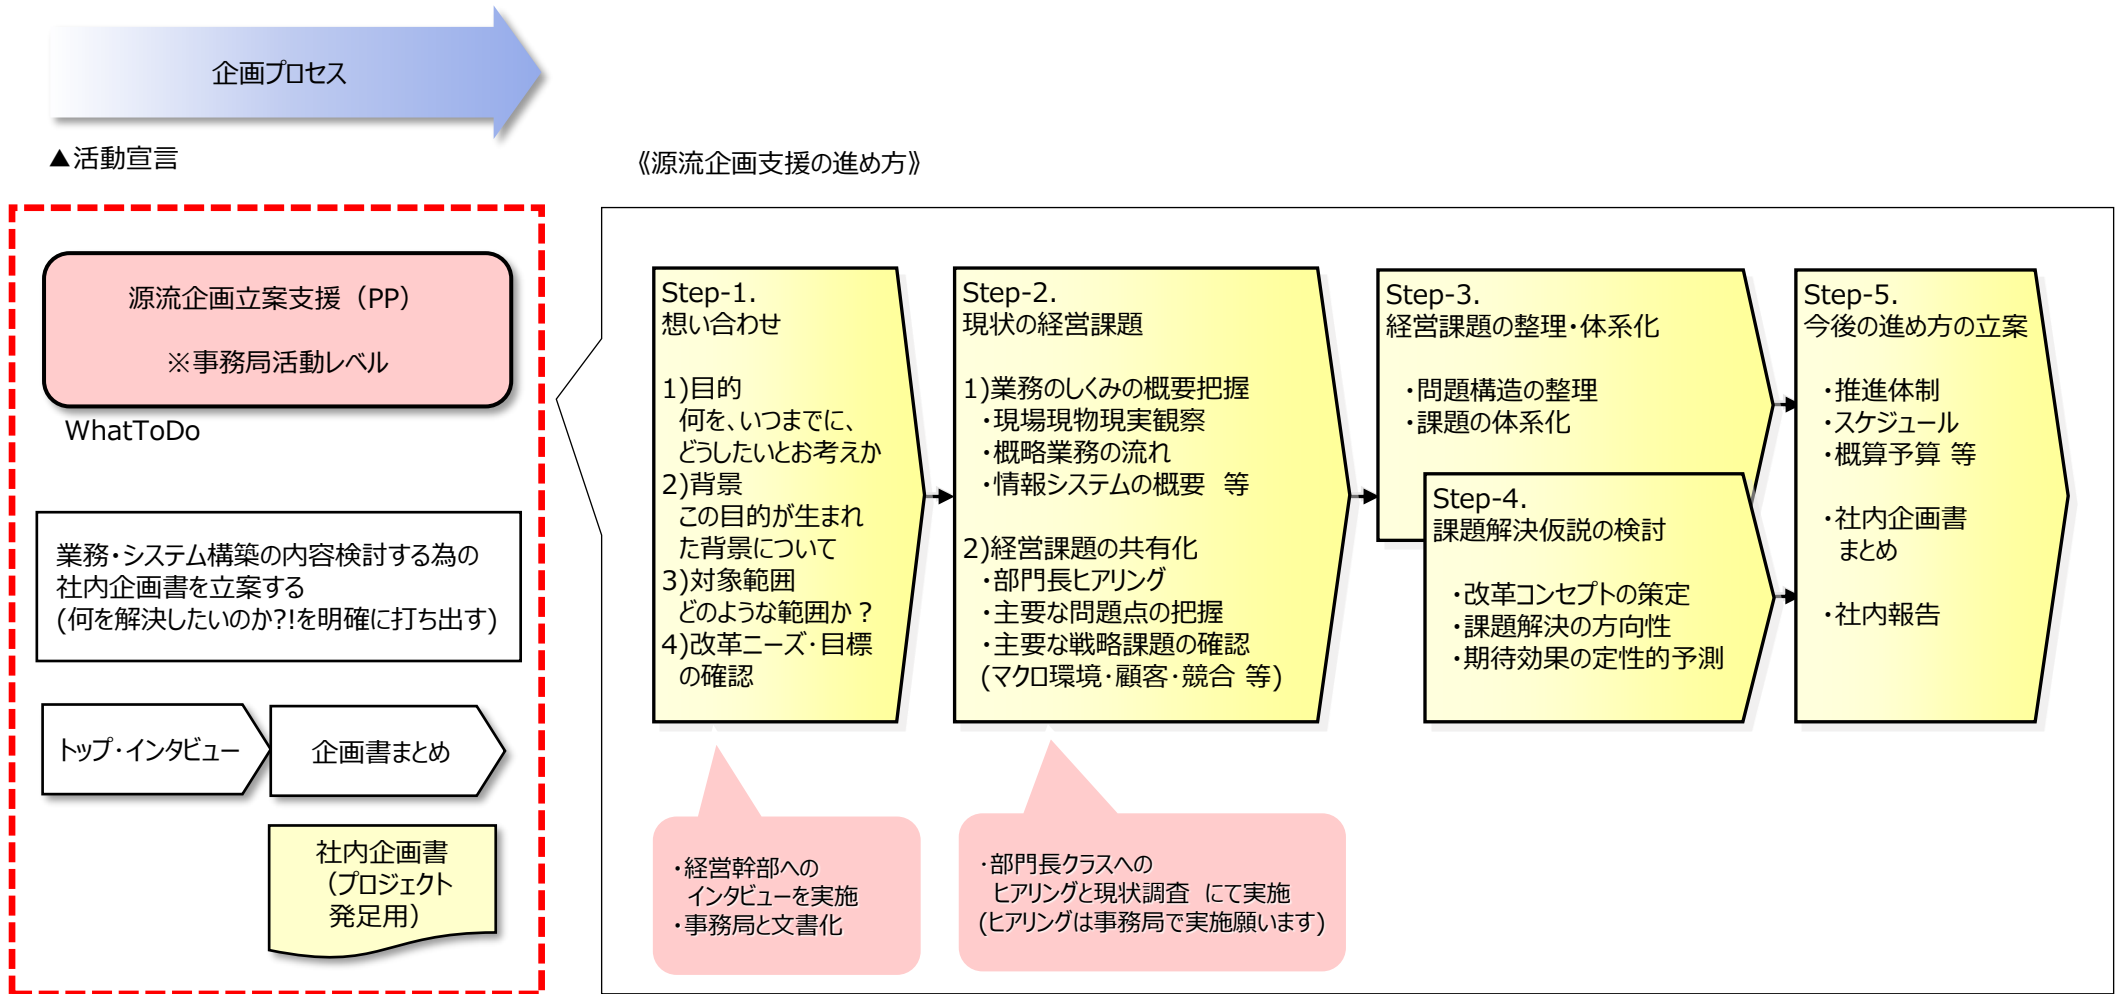 企画プロセス
▲活動宣言
源流企画立案支援（PP）
※事務局活動レベル
WhatToDo
業務・システム構築の内容検討する為の
社内企画書を立案する
(何を解決したいのか?!を明確に打ち出す)
トップ・インタビュー
企画書まとめ
社内企画書
（プロジェクト
発足用）
《源流企画支援の進め方》
Step-1.
想い合わせ
1)目的
何を、いつまでに、
どうしたいとお考えか
2)背景
この目的が生まれ
た背景について
3)対象範囲
どのような範囲か？
4)改革ニーズ・目標
の確認
・経営幹部への
インタビューを実施
・事務局と文書化
Step-2.
現状の経営課題
1)業務のしくみの概要把握
・現場現物現実観察
・概略業務の流れ
・情報システムの概要 等
2)経営課題の共有化
・部門長ヒアリング
・主要な問題点の把握
・主要な戦略課題の確認
(マクロ環境・顧客・競合 等)
・部門長クラスへの
ヒアリングと現状調査 にて実施
(ヒアリングは事務局で実施願います)
Step-3.
経営課題の整理・体系化
・問題構造の整理
・課題の体系化
Step-4.
課題解決仮説の検討
・改革コンセプトの策定
・課題解決の方向性
・期待効果の定性的予測
Step-5.
今後の進め方の立案
・推進体制
・スケジュール
・概算予算 等
・社内企画書
まとめ
・社内報告